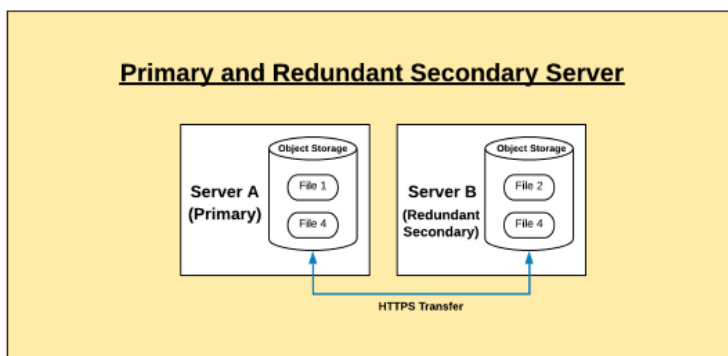 Primary and Redundant Secondary Server
Object Storage
File 1
File 4
Server A
(Primary)
Object Storage
File 2
File 4
Server B
(Redundant
Secondary)
HTTPS Transfer